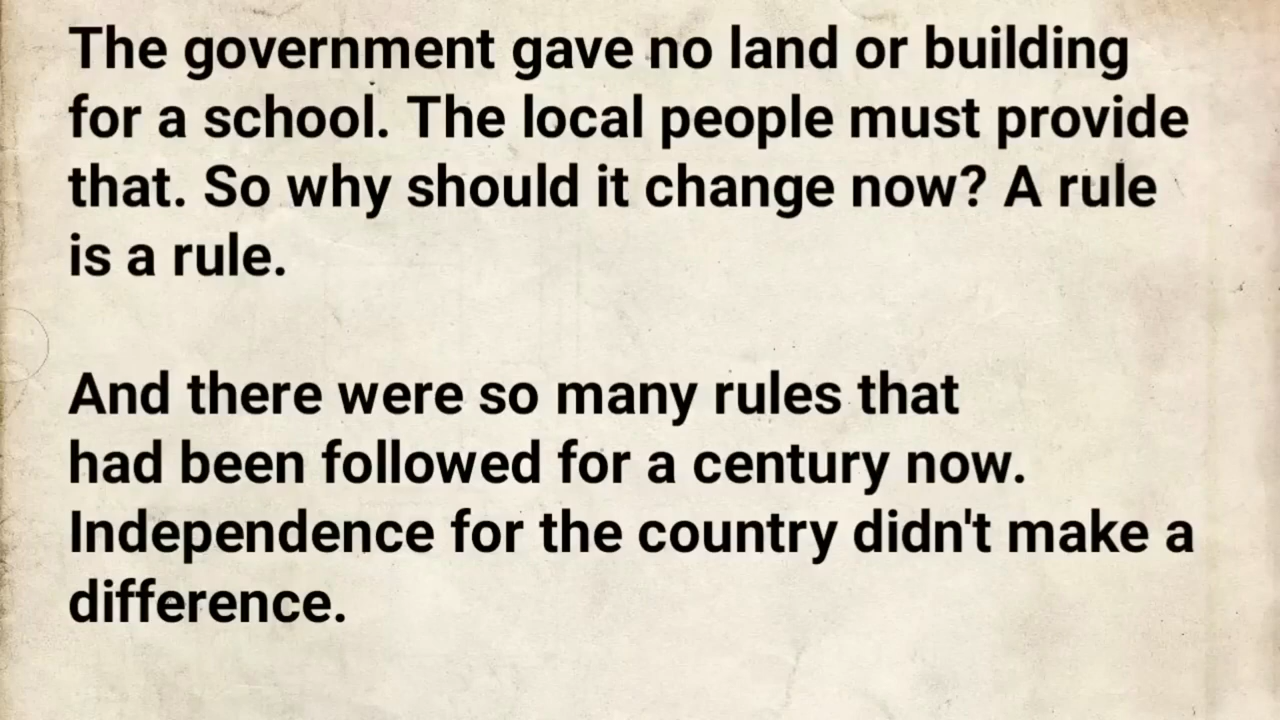 The government gave no land or building
for a school. The local people must provide
that. So why should it change now? A rule
is a rule.
And there were so many rules that
had been followed for a century now.
Independence for the country didn't make a
difference.